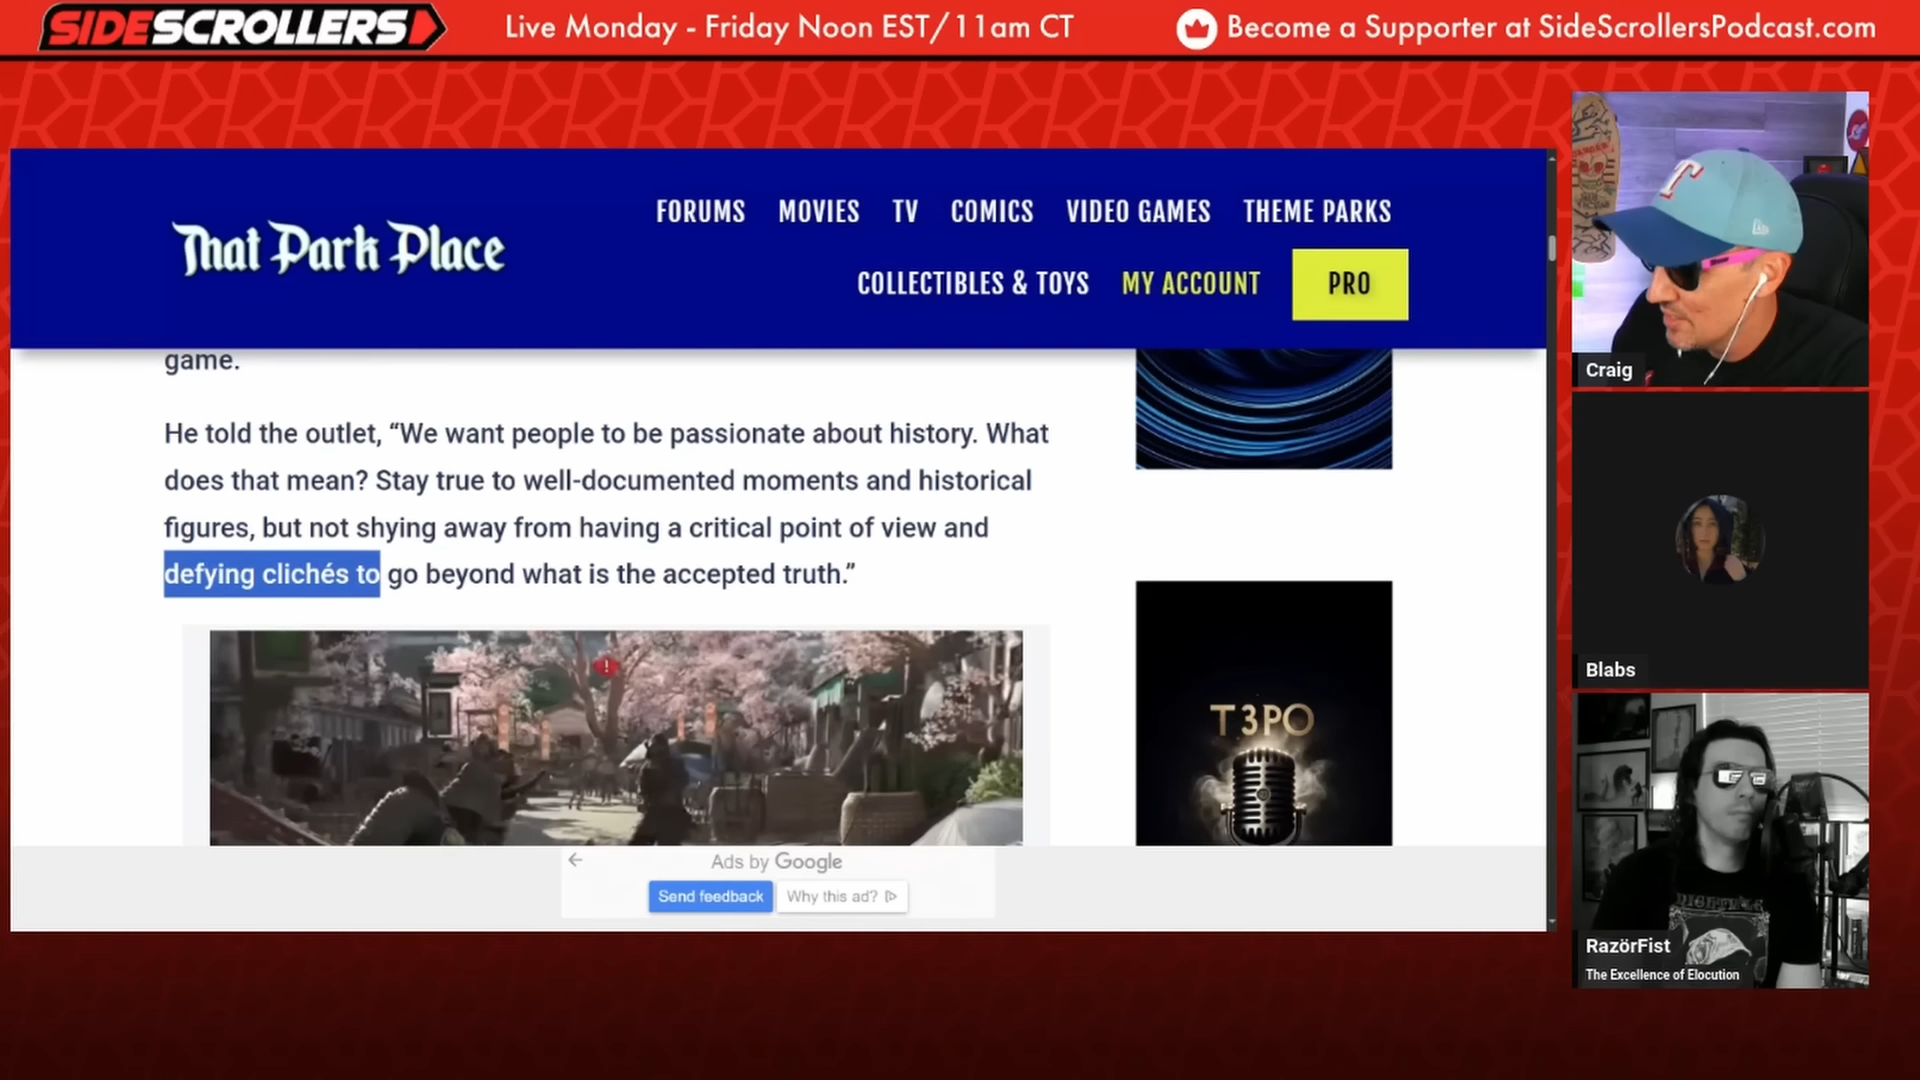 SIDESCROLLERS
Live Monday - Friday Noon EST/11am CT
Become a Supporter at SideScrollersPodcast.com
That Park Place
FORUMS MOVIES TV COMICS VIDEO GAMES THEME PARKS
COLLECTIBLES & TOYS MY ACCOUNT PRO
game.
He told the outlet, “We want people to be passionate about history. What
does that mean? Stay true to well-documented moments and historical
figures, but not shying away from having a critical point of view and
defying clichés to go beyond what is the accepted truth.”
T3PO
Ads by Google
Send feedback
Why this ad?
T
Craig
Blabs
RazörFist
The Excellence of Elocution